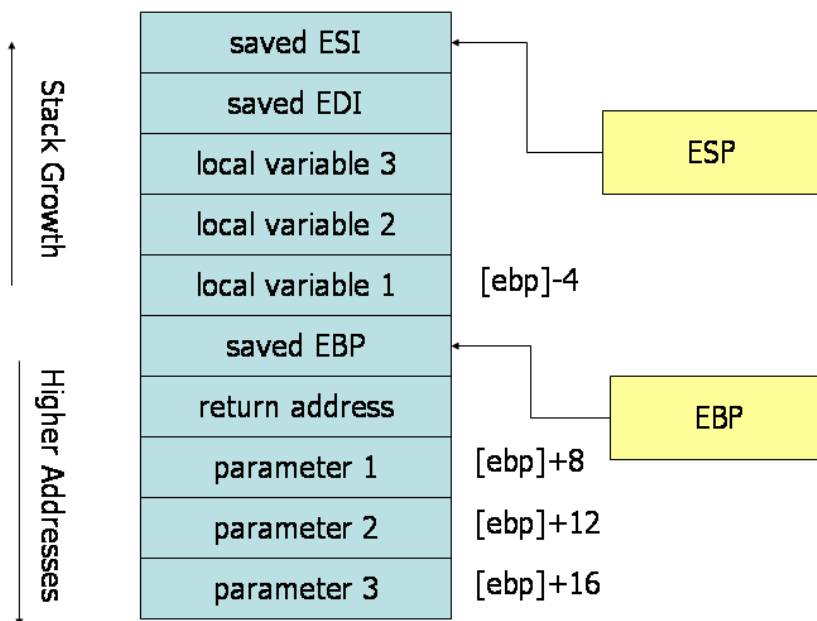 Stack Growth
Higher Addresses
saved ESI
saved EDI
local variable 3
local variable 2
local variable 1
[ebp]-4
saved EBP
return address
parameter 1
[ebp]+8
parameter 2
[ebp]+12
parameter 3
[ebp]+16
ESP
EBP